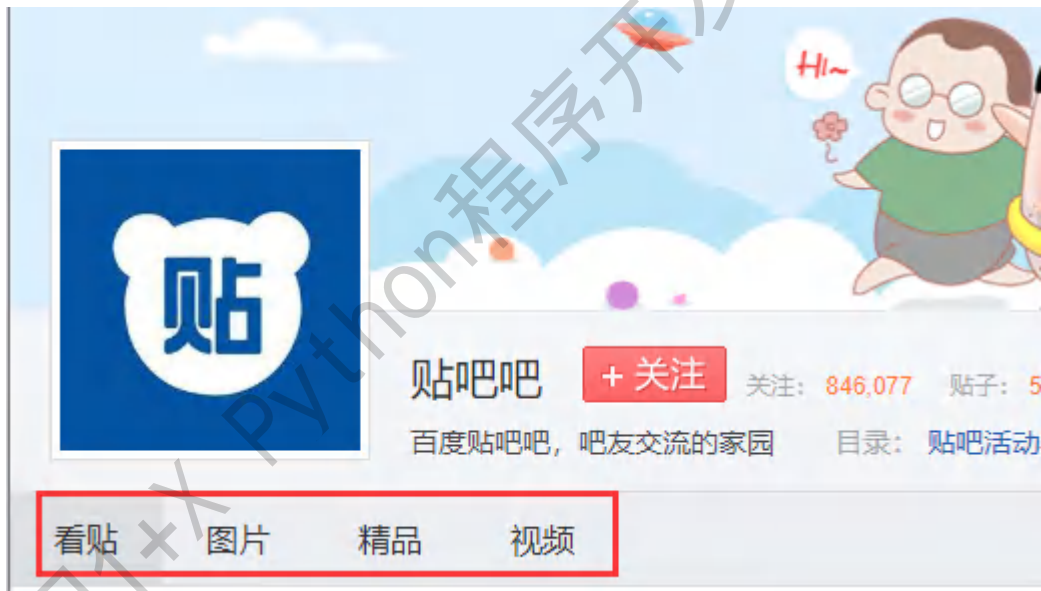 Hi~
贴
贴吧吧 +关注 关注：846,077 贴子：5
百度贴吧吧，吧友交流的家园 目录：贴吧活动
看贴 图片 精品 视频
1+X Python程序开发